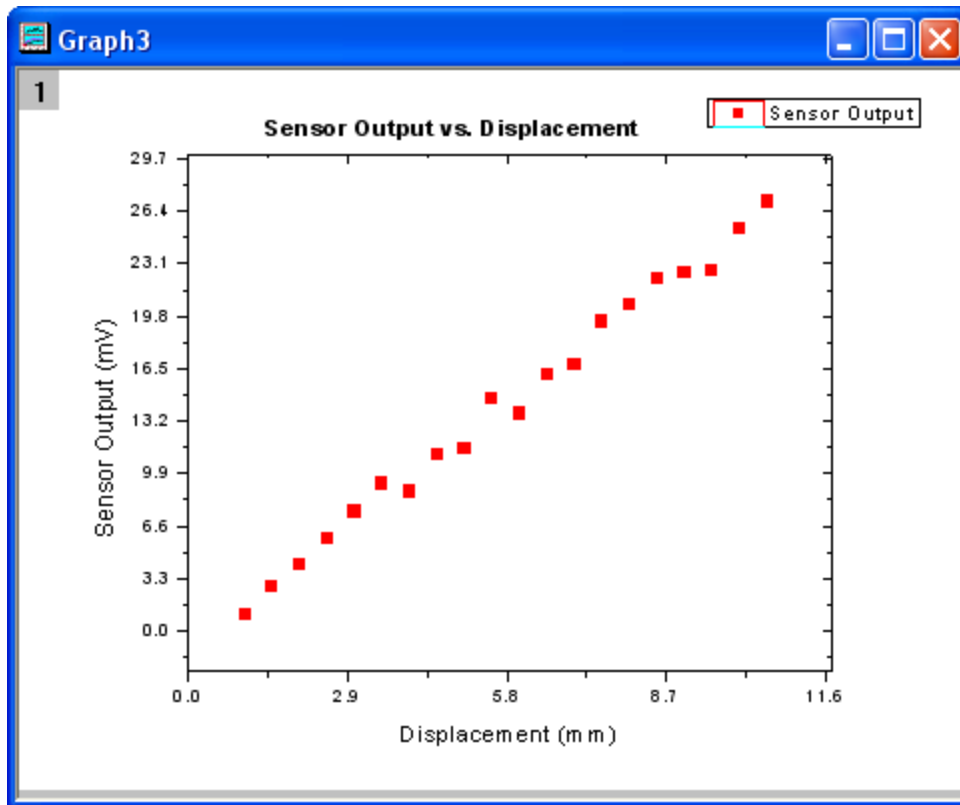 Graph3
1
Sensor Output
Sensor Output vs. Displacement
29.7
26.4
23.1
19.8
16.5
13.2
9.9
6.6
3.3
0.0
Sensor Output (mV)
0.0 2.9 5.8 8.7 11.6
Displacement (mm)